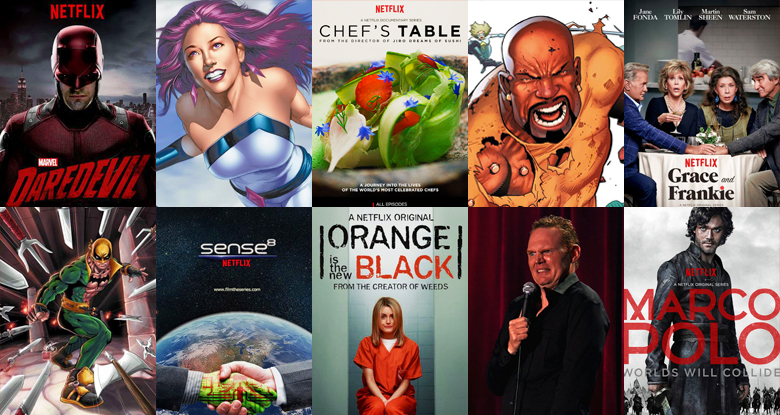 NETFLIX
MARVEL
DAREDEVIL
NETFLIX
A NETFLIX DOCUMENTARY SERIES
CHEF'S TABLE
FROM THE DIRECTOR OF JIRO DREAMS OF SUSHI
A JOURNEY INTO THE LIVES
OF THE WORLD'S MOST CELEBRATED CHEFS
ALL EPISODES
Jane FONDA
Lily TOMLIN
Martin SHEEN
Sam WATERSTON
NETFLIX
Grace and
Frankie
sense8
NETFLIX
www.filmtheseries.com
A NETFLIX ORIGINAL
ORANGE
is the new BLACK
FROM THE CREATOR OF WEEDS
NETFLIX
A NETFLIX ORIGINAL SERIES
MARCO
POLO
WORLDS WILL COLLIDE